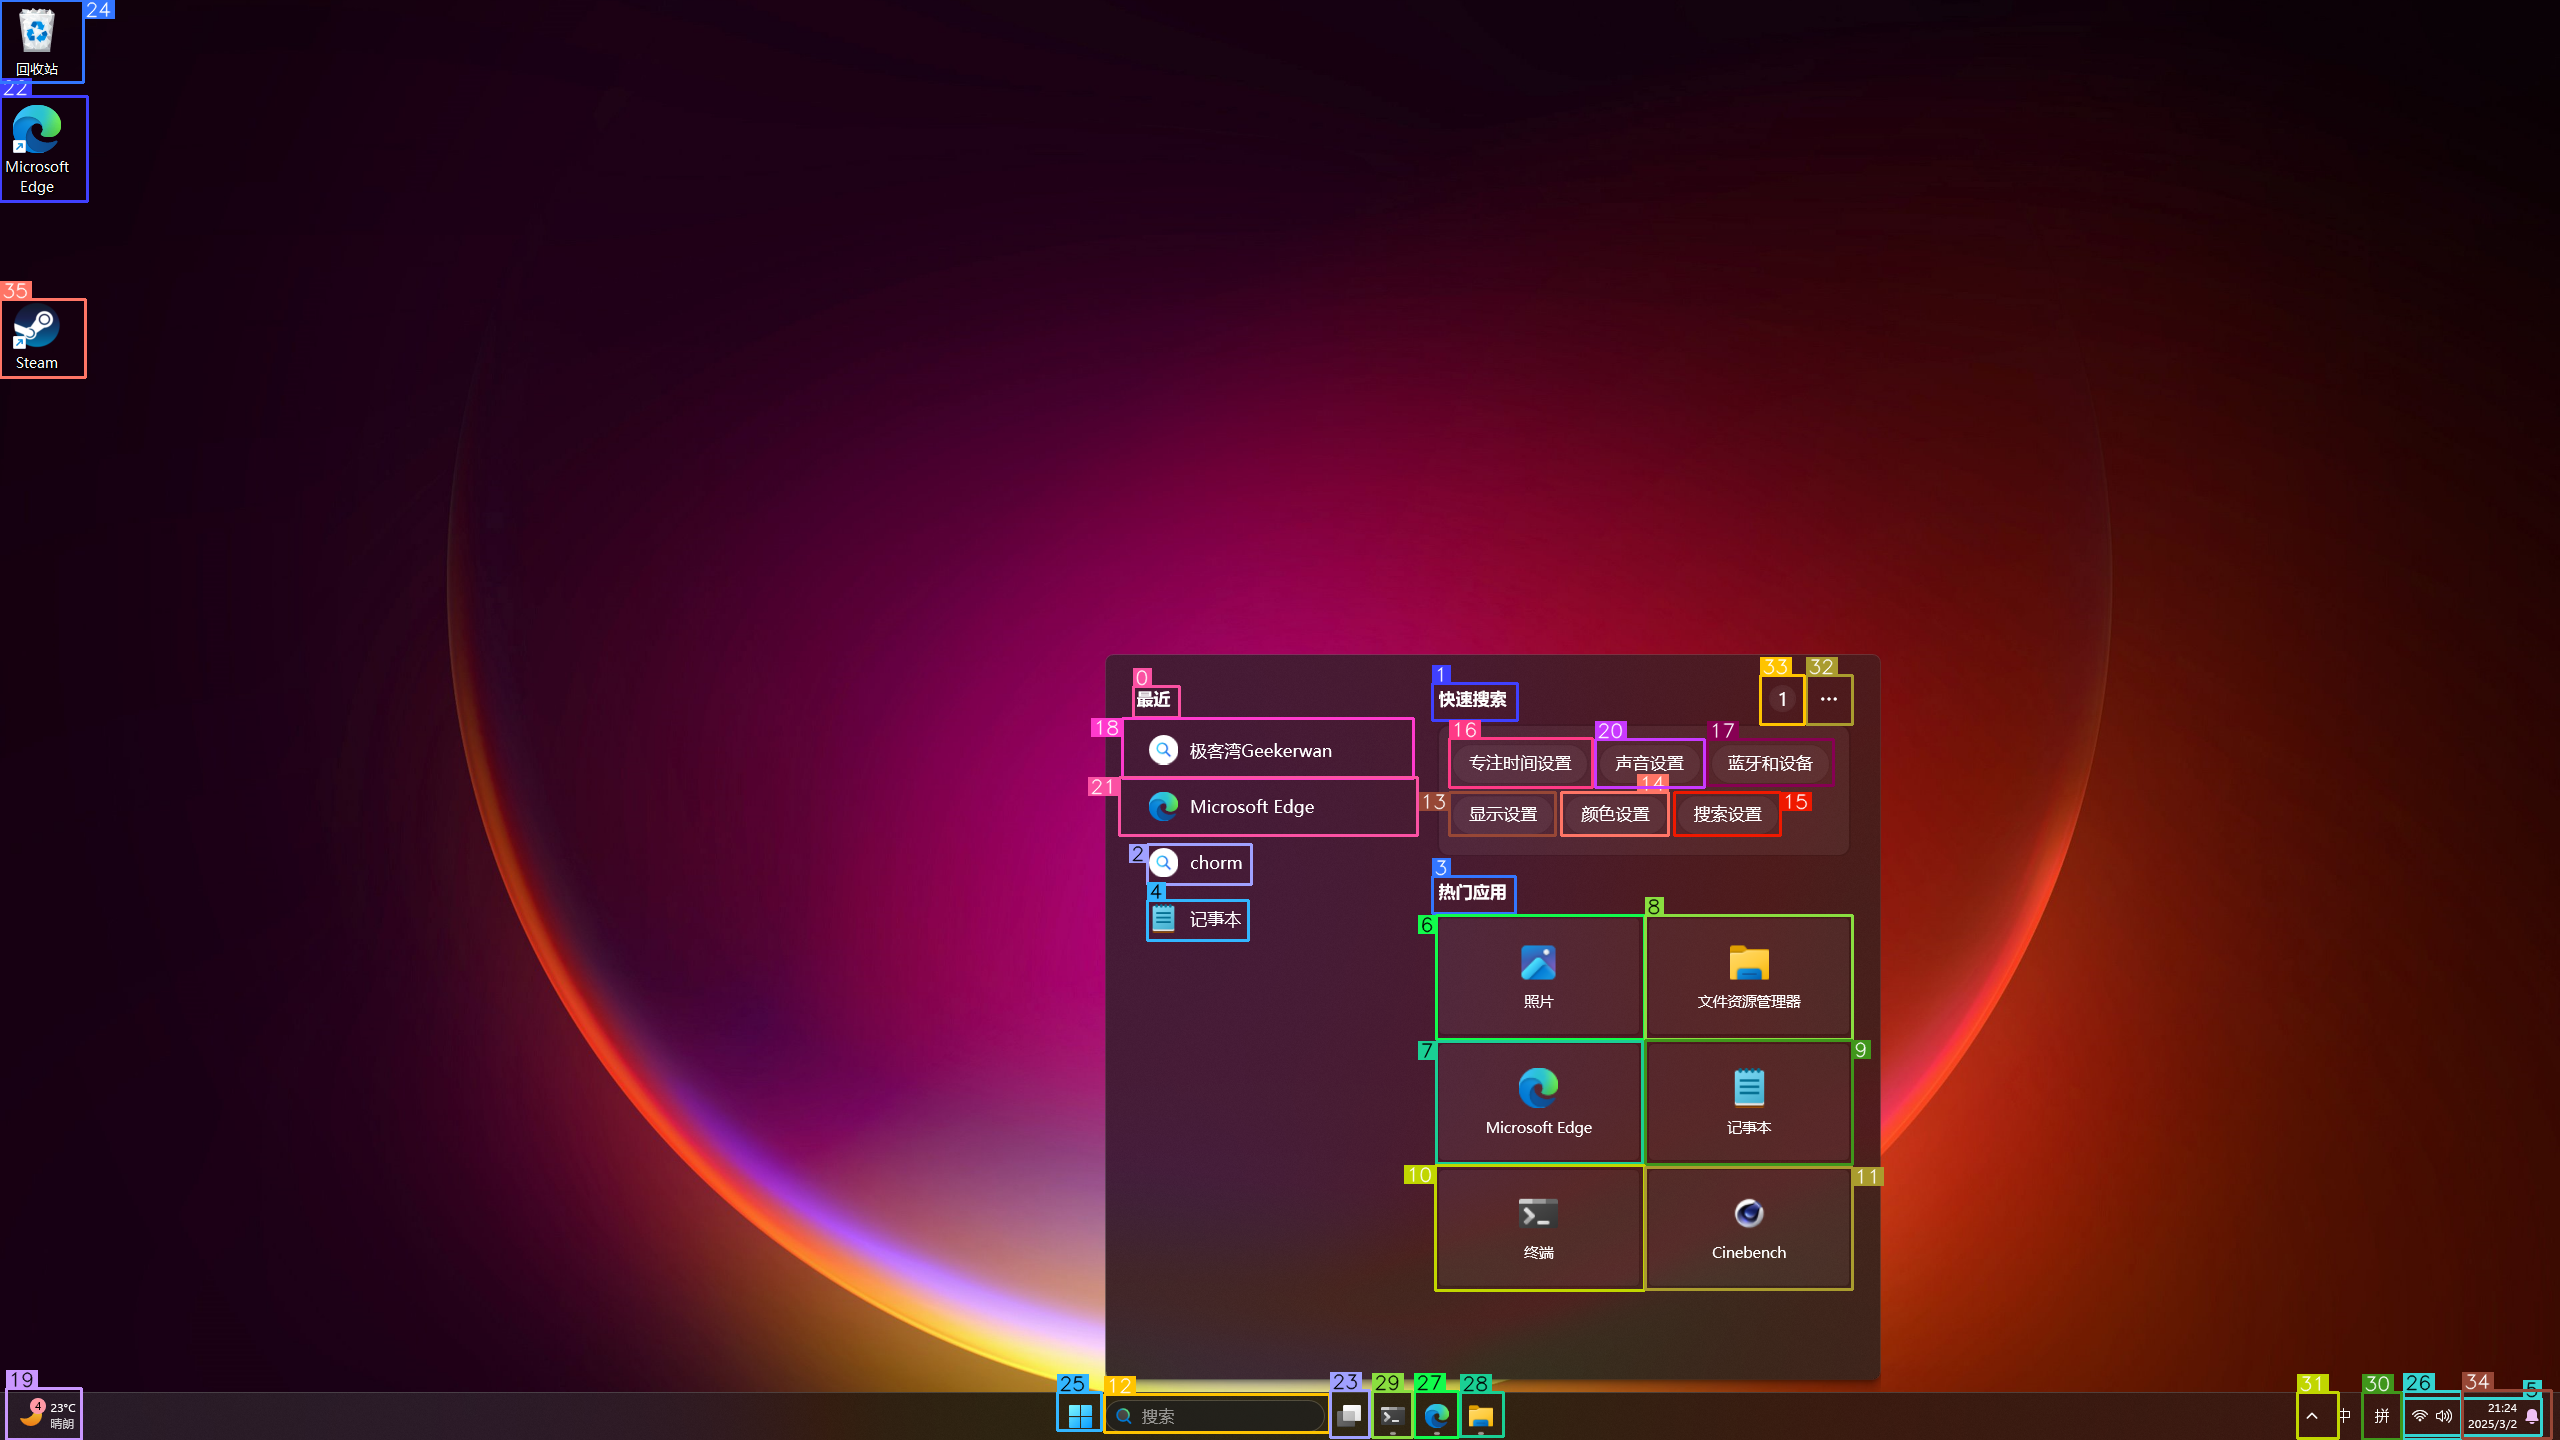 24
回收站
22
Microsoft
Edge
35
Steam
0
最近
1
快速搜索
33
1
32
18
极客湾Geekerwan
16
专注时间设置
20
声音设置
17
蓝牙和设备
21
Microsoft Edge
13
显示设置
14
颜色设置
搜索设置
15
2
chorm
3
热门应用
4
记事本
6
照片
8
文件资源管理器
7
Microsoft Edge
9
记事本
10
终端
11
Cinebench
19
4
23°C
晴朗
25
12
搜索
23
29
27
28
31
中
30
拼
26
34
5
21:24
2025/3/2